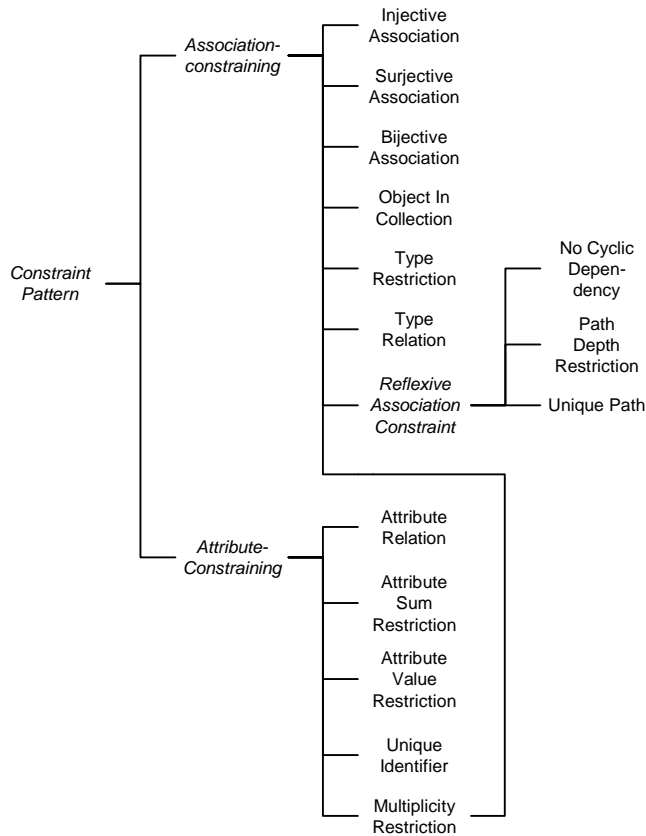 Constraint
Pattern
Association-
constraining
Injective
Association
Surjective
Association
Bijective
Association
Object In
Collection
Type
Restriction
Type
Relation
Reflexive
Association
Constraint
No Cyclic
Depen-
dency
Path
Depth
Restriction
Unique Path
Attribute-
Constraining
Attribute
Relation
Attribute
Sum
Restriction
Attribute
Value
Restriction
Unique
Identifier
Multiplicity
Restriction